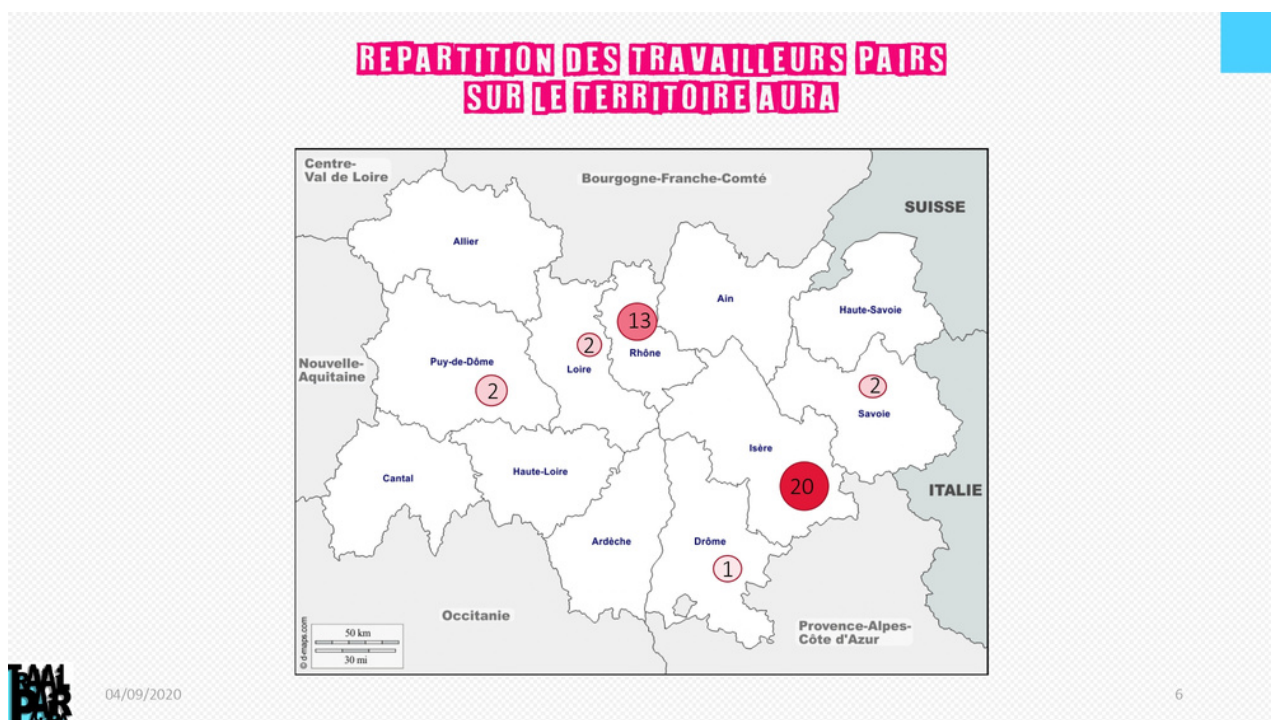 REPARTITION DES TRAVAILLEURS PAIRS
SUR LE TERRITOIRE AURA
Centre-
Val de Loire
Bourgogne-Franche-Comté
SUISSE
Allier
Ain
Haute-Savoie
13
Rhône
2
Loire
Nouvelle-
Aquitaine
Puy-de-Dôme
2
2
Savoie
Isère
Cantal
Haute-Loire
20
ITALIE
Ardèche
Drôme
1
Occitanie
Provence-Alpes-
Côte d'Azur
50 km
30 mi
© d-maps.com
04/09/2020
6